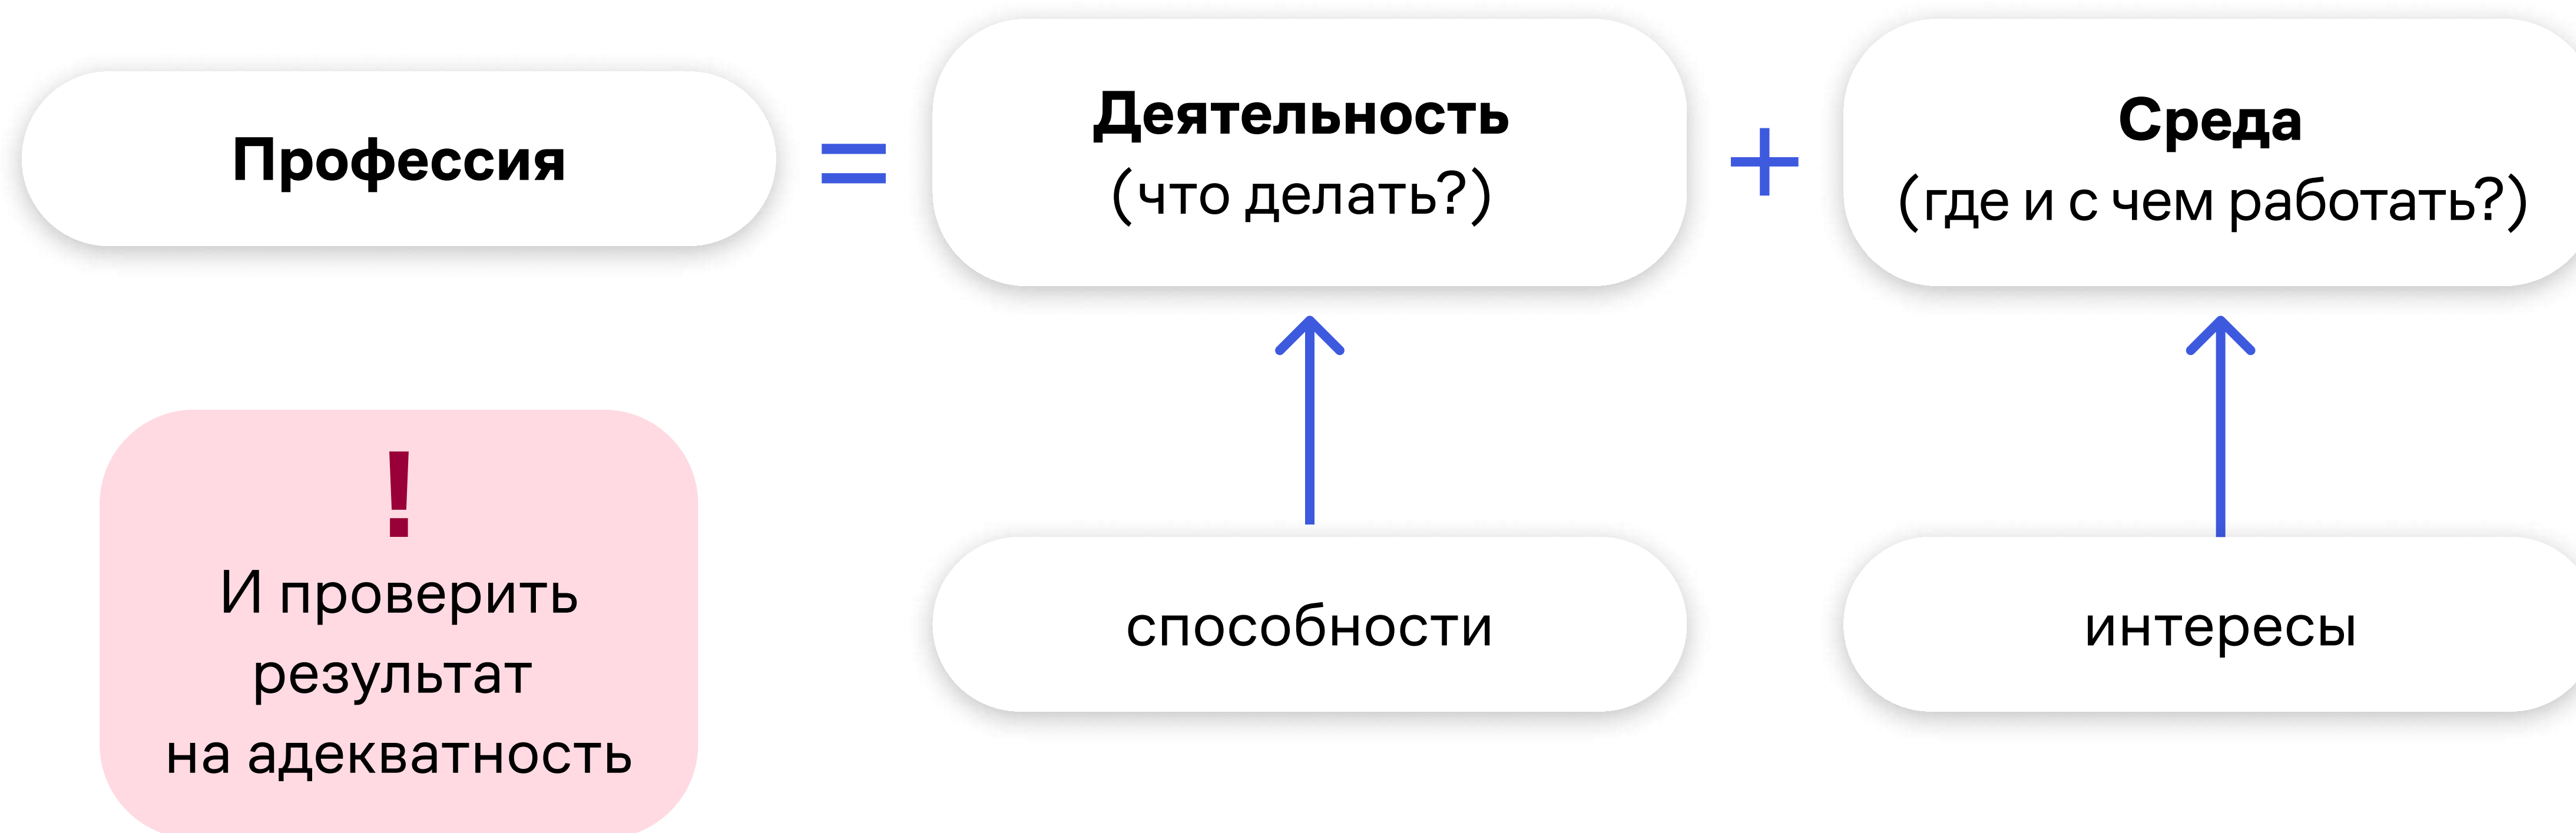 Профессия
=
Деятельность
(что делать?)
+
Среда
(где и с чем работать?)
!
И проверить
результат
на адекватность
способности
интересы